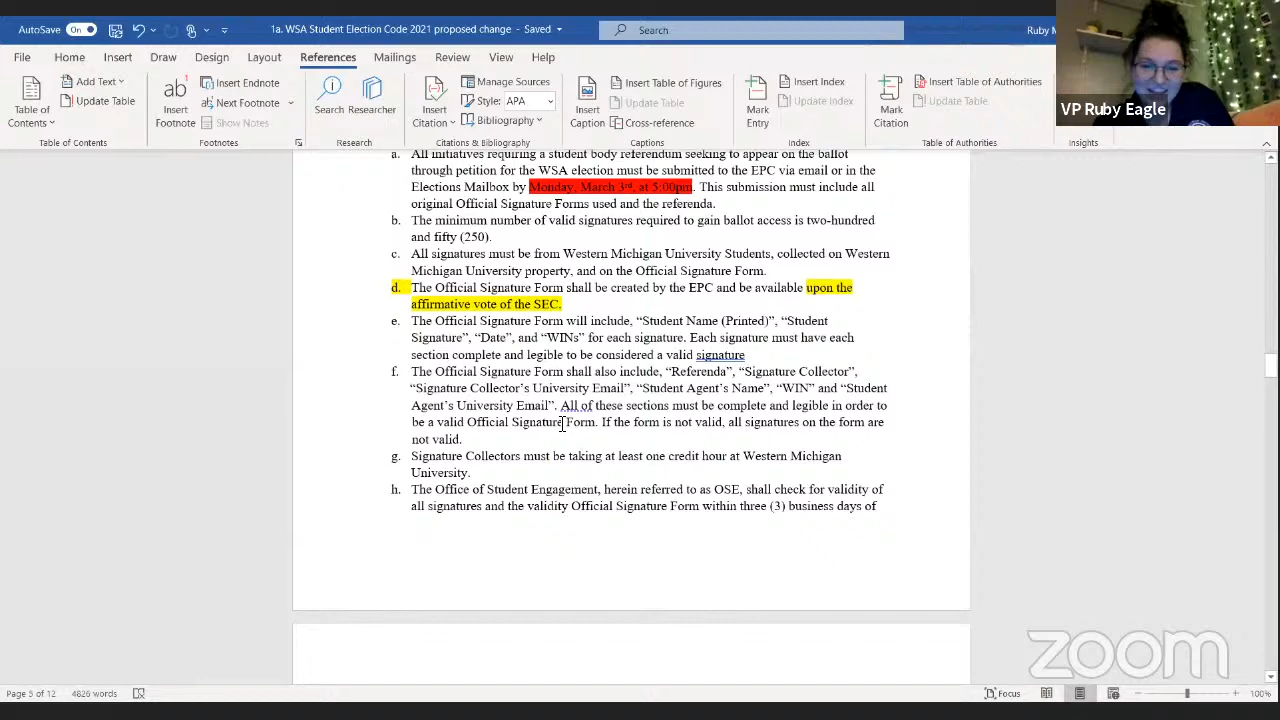 AutoSave On 1a. WSA Student Election Code 2021 proposed change - Saved Search Ruby M
File Home Insert Draw Design Layout References Mailings Review View Help
Table of Contents Add Text Update Table Insert Footnote Insert Endnote Next Footnote Show Notes Search Researcher Insert Citation Manage Sources Style: APA Bibliography Insert Caption Insert Table of Figures Update Table Cross-reference Mark Entry Insert Index Update Index Mark Citation Insert Table of Authorities Update Table
Table of Contents Footnotes Research Citations & Bibliography Captions Index Table of Authorities Insights
VP Ruby Eagle
a. All initiatives requiring a student body referendum seeking to appear on the ballot
through petition for the WSA election must be submitted to the EPC via email or in the
Elections Mailbox by Monday, March 3rd, at 5:00pm. This submission must include all
original Official Signature Forms used and the referenda.
b. The minimum number of valid signatures required to gain ballot access is two-hundred
and fifty (250).
c. All signatures must be from Western Michigan University Students, collected on Western
Michigan University property, and on the Official Signature Form.
d. The Official Signature Form shall be created by the EPC and be available upon the
affirmative vote of the SEC.
e. The Official Signature Form will include, “Student Name (Printed)”, “Student
Signature”, “Date”, and “WINs” for each signature. Each signature must have each
section complete and legible to be considered a valid signature
f. The Official Signature Form shall also include, “Referenda”, “Signature Collector”,
“Signature Collector’s University Email”, “Student Agent’s Name”, “WIN” and “Student
Agent’s University Email”. All of these sections must be complete and legible in order to
be a valid Official Signature Form. If the form is not valid, all signatures on the form are
not valid.
g. Signature Collectors must be taking at least one credit hour at Western Michigan
University.
h. The Office of Student Engagement, herein referred to as OSE, shall check for validity of
all signatures and the validity Official Signature Form within three (3) business days of
zoom
Page 5 of 12 4826 words Focus 100%